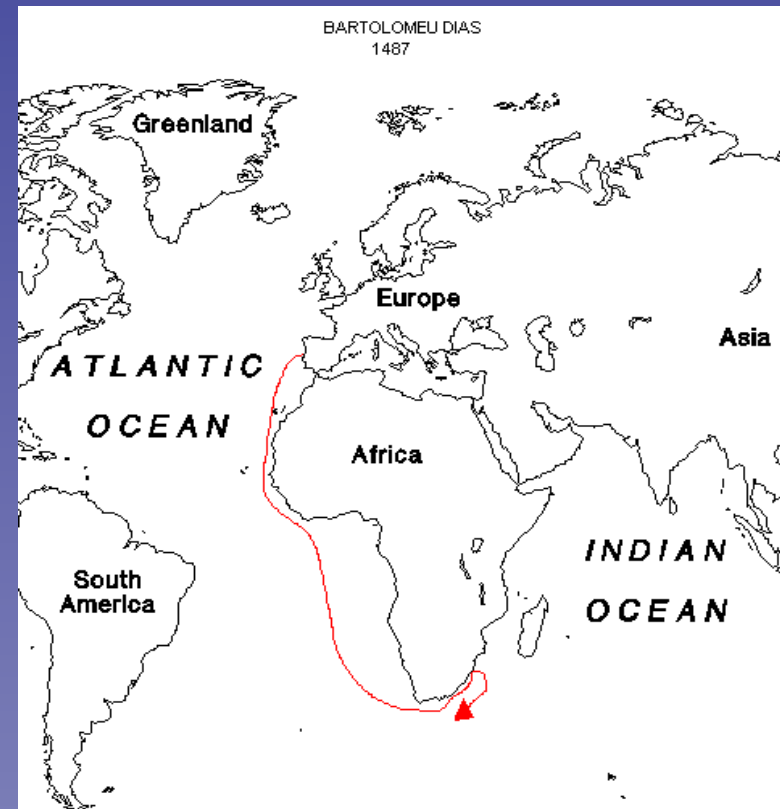 BARTOLOMEU DIAS
1487
Greenland
Europe
Asia
ATLANTIC
OCEAN
Africa
INDIAN
OCEAN
South
America